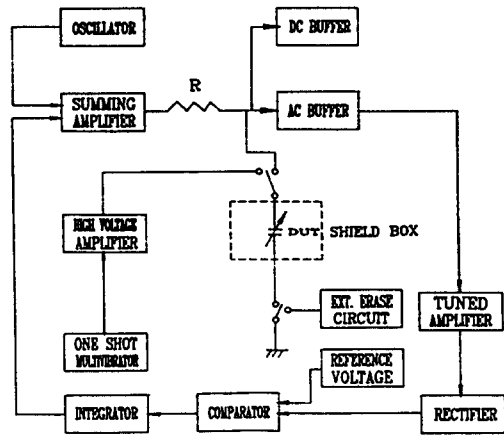 OSCILLATOR
DC BUFFER
R
SUMMING
AMPLIFIER
AC BUFFER
HIGH VOLTAGE
AMPLIFIER
DUT
SHIELD BOX
EXT. ERASE
CIRCUIT
TUNED
AMPLIFIER
ONE SHOT
MULTIVIBRATOR
REFERENCE
VOLTAGE
INTEGRATOR
COMPARATOR
RECTIFIER